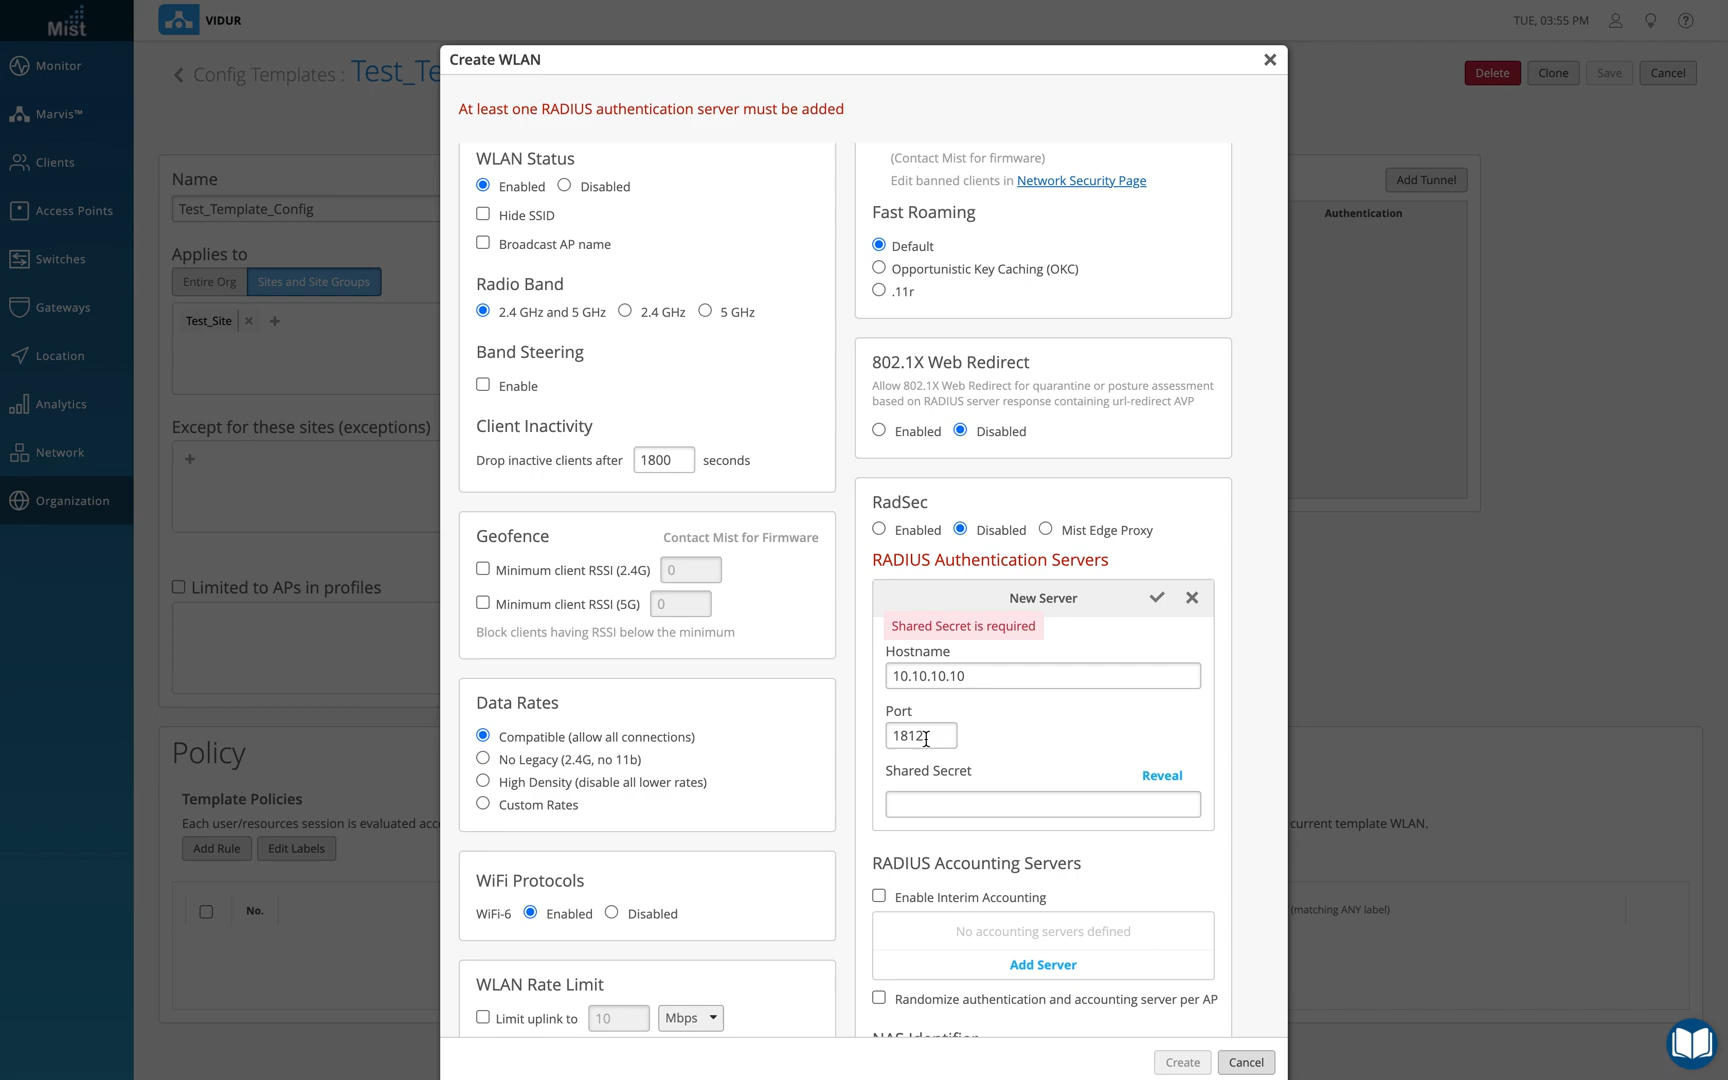 Mist
VIDUR
TUE, 03:55 PM
Monitor
Marvis™
Clients
Access Points
Switches
Gateways
Location
Analytics
Network
Organization
Config Templates : Test_Te
Delete
Clone
Save
Cancel
Name
Test_Template_Config
Applies to
Entire Org
Sites and Site Groups
Test_Site
Except for these sites (exceptions)
Limited to APs in profiles
Add Tunnel
Authentication
Policy
Template Policies
Each user/resources session is evaluated acc
current template WLAN.
Add Rule
Edit Labels
No.
(matching ANY label)
Create WLAN
At least one RADIUS authentication server must be added
WLAN Status
Enabled
Disabled
Hide SSID
Broadcast AP name
Radio Band
2.4 GHz and 5 GHz
2.4 GHz
5 GHz
Band Steering
Enable
Client Inactivity
Drop inactive clients after 1800 seconds
Geofence
Contact Mist for Firmware
Minimum client RSSI (2.4G) 0
Minimum client RSSI (5G) 0
Block clients having RSSI below the minimum
Data Rates
Compatible (allow all connections)
No Legacy (2.4G, no 11b)
High Density (disable all lower rates)
Custom Rates
WiFi Protocols
WiFi-6 Enabled Disabled
WLAN Rate Limit
Limit uplink to 10 Mbps
(Contact Mist for firmware)
Edit banned clients in Network Security Page
Fast Roaming
Default
Opportunistic Key Caching (OKC)
.11r
802.1X Web Redirect
Allow 802.1X Web Redirect for quarantine or posture assessment
based on RADIUS server response containing url-redirect AVP
Enabled
Disabled
RadSec
Enabled
Disabled
Mist Edge Proxy
RADIUS Authentication Servers
New Server
Shared Secret is required
Hostname
10.10.10.10
Port
1812
Shared Secret
Reveal
RADIUS Accounting Servers
Enable Interim Accounting
No accounting servers defined
Add Server
Randomize authentication and accounting server per AP
NAS Identifier
Create
Cancel